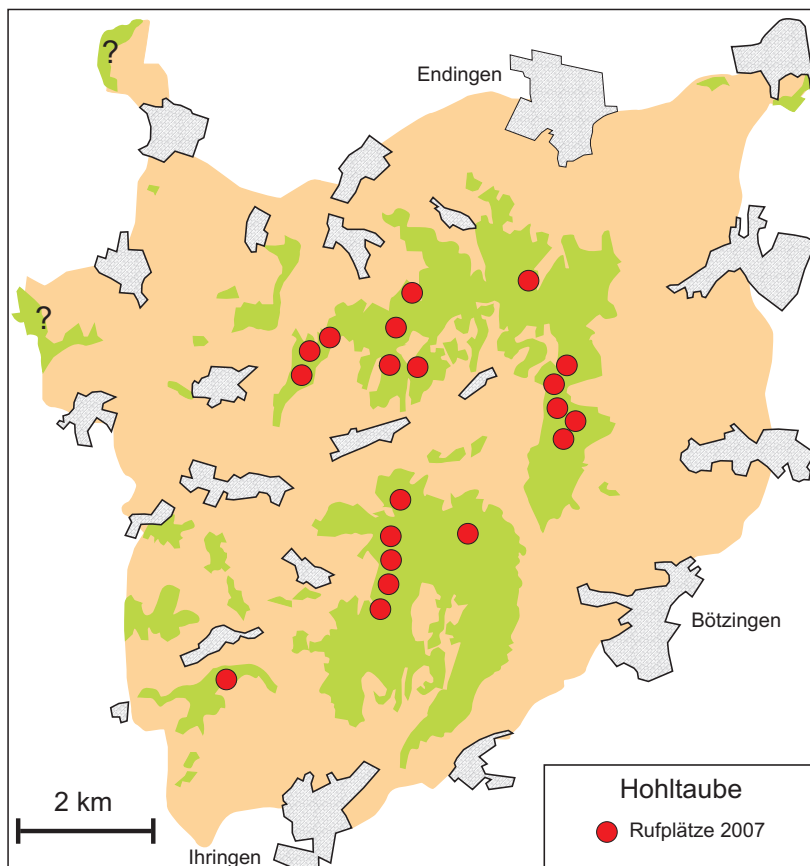 ?
Endingen
?
Bötzingen
2 km
Hohltaube
Rufplätze 2007
Ihringen